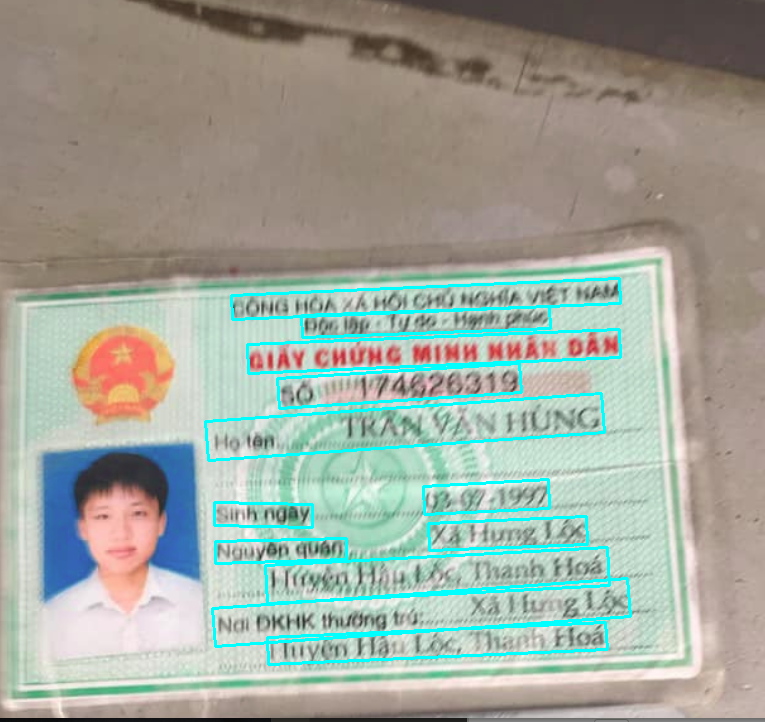 CỘNG HÒA XÃ HỘI CHỦ NGHĨA VIỆT NAM
Độc lập - Tự do - Hạnh phúc
GIẤY CHỨNG MINH NHÂN DÂN
SỐ 174626319
Họ tên TRẦN VĂN HÙNG
Sinh ngày 03-07-1997
Nguyên quán Xã Hưng Lộc
Huyện Hậu Lộc, Thanh Hoá
Nơi ĐKHK thường trú: Xã Hưng Lộc
Huyện Hậu Lộc, Thanh Hoá